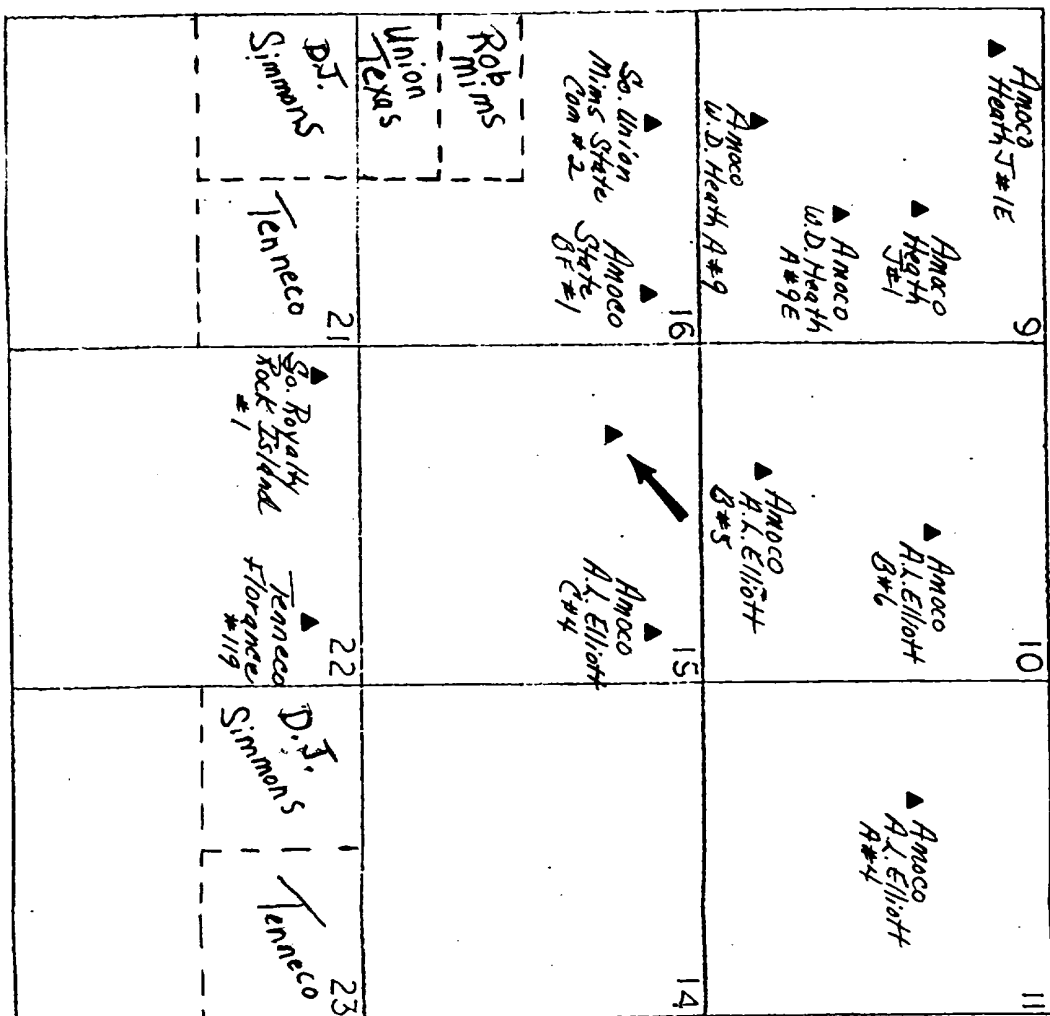 9
Amoco
Heath J #1E
Amoco
Heath
J#1
Amoco
W.D. Heath
A #9E
Amoco
W.D. Heath A #9
10
Amoco
A.L. Elliott
B#6
Amoco
A.L. Elliott
B#5
11
Amoco
A.L. Elliott
A#4
16
So. Union
Mims State
Com #2
Amoco
State
BF #1
Rob
Mims
Union
Texas
15
Amoco
A.L. Elliott
C#4
14
21
D.J.
Simmons
Tenneco
22
So. Royalty
Rock Island
#1
Tenneco
Florance
#119
23
D.J.
Simmons
Tenneco